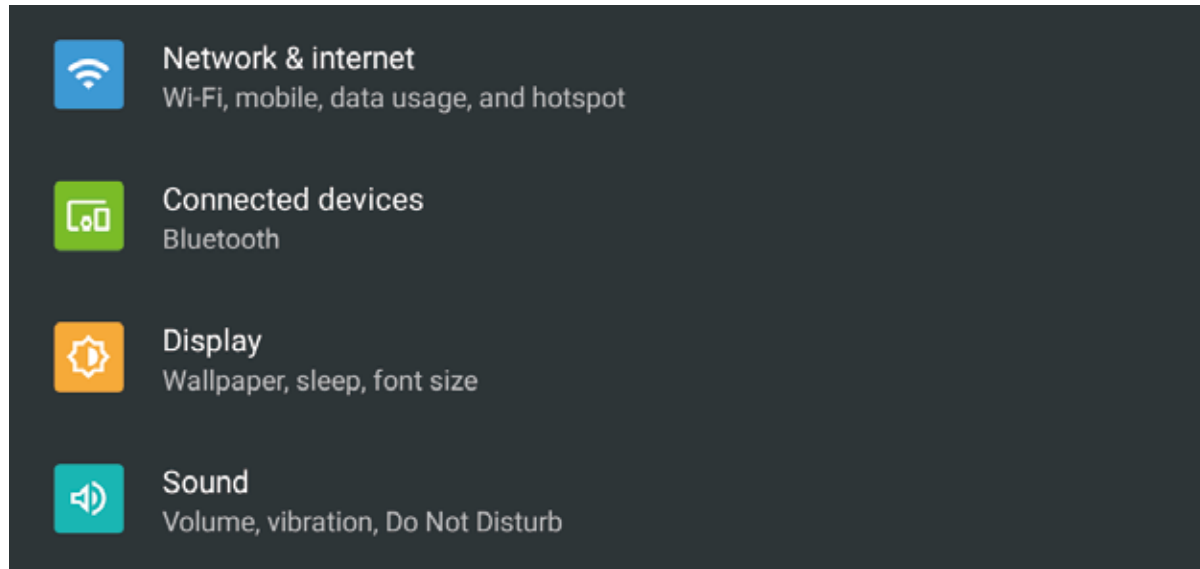 Network & internet
Wi-Fi, mobile, data usage, and hotspot
Connected devices
Bluetooth
Display
Wallpaper, sleep, font size
Sound
Volume, vibration, Do Not Disturb